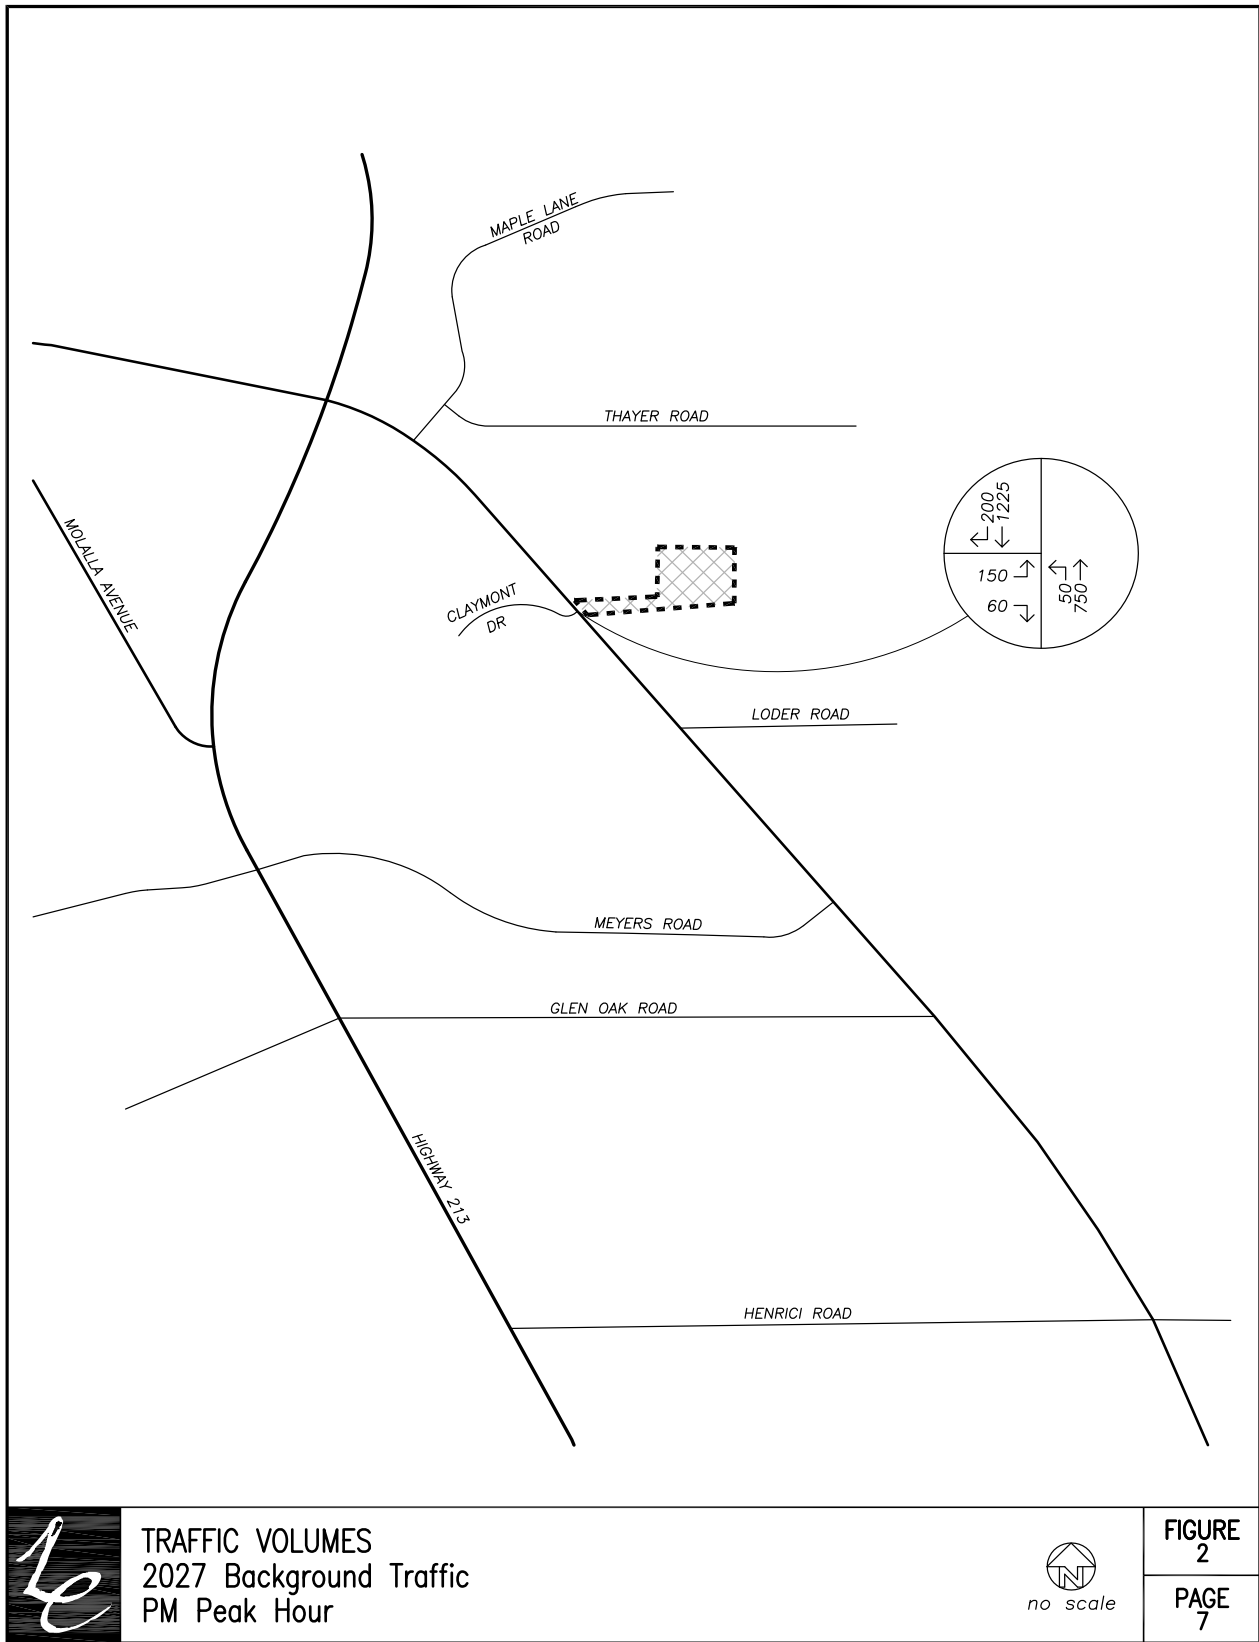 MAPLE LANE
ROAD
THAYER ROAD
MOLALLA AVENUE
CLAYMONT
DR
200
1225
150
60
50
750
LODER ROAD
MEYERS ROAD
GLEN OAK ROAD
HIGHWAY 213
HENRICI ROAD
TRAFFIC VOLUMES
2027 Background Traffic
PM Peak Hour
N
no scale
FIGURE
2
PAGE
7